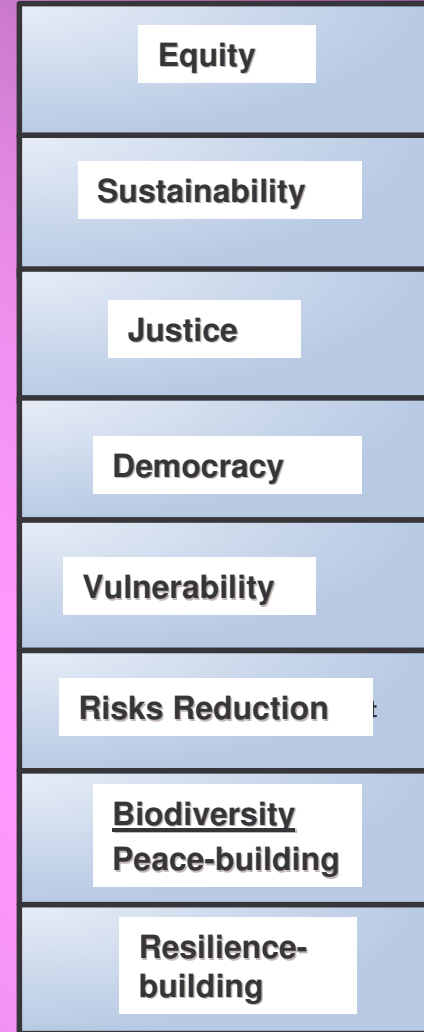 Equity
Sustainability
Justice
Democracy
Vulnerability
Risks Reduction
Biodiversity
Peace-building
Resilience-
building